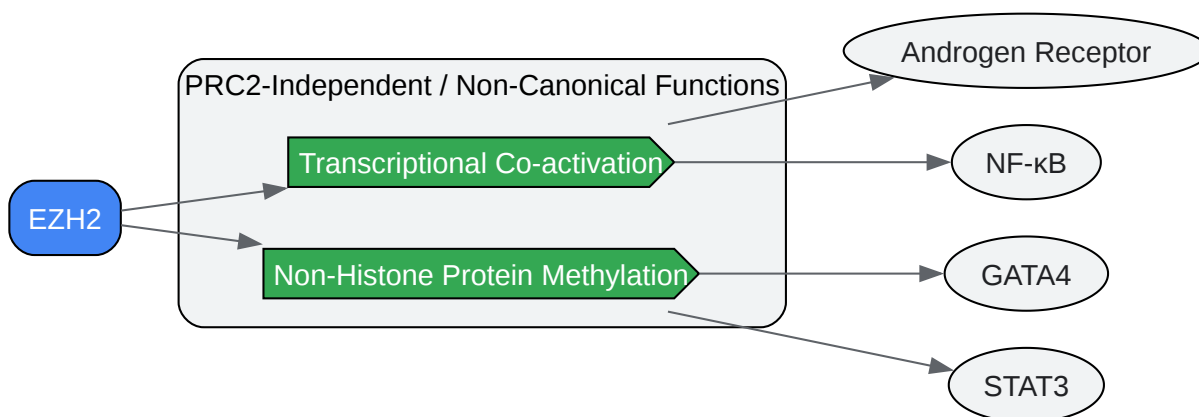 PRC2-Independent / Non-Canonical Functions
EZH2
Transcriptional Co-activation
Non-Histone Protein Methylation
Androgen Receptor
NF-κB
GATA4
STAT3